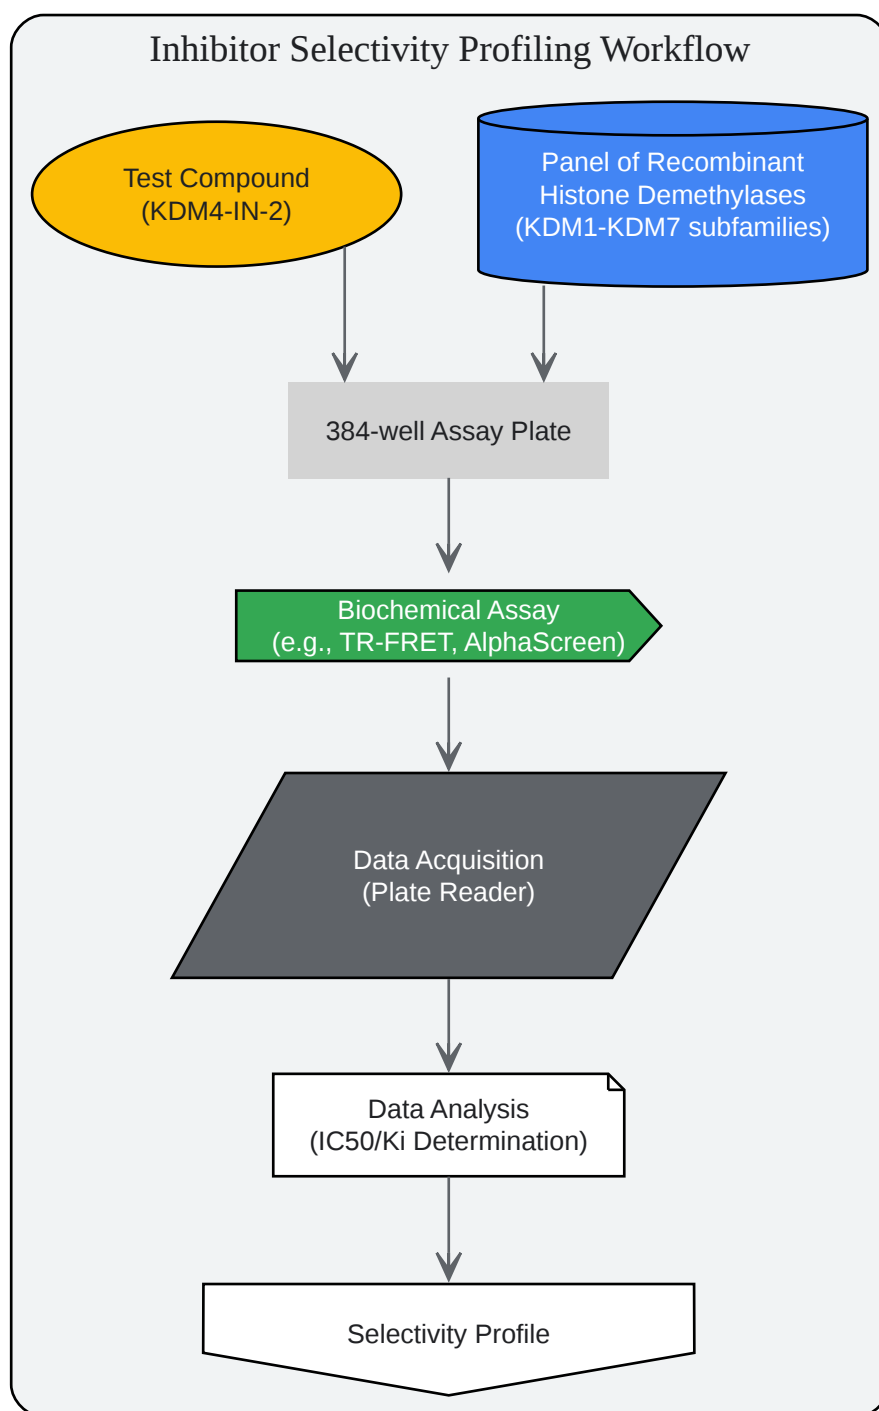 Inhibitor Selectivity Profiling Workflow
Test Compound
(KDM4-IN-2)
Panel of Recombinant
Histone Demethylases
(KDM1-KDM7 subfamilies)
384-well Assay Plate
Biochemical Assay
(e.g., TR-FRET, AlphaScreen)
Data Acquisition
(Plate Reader)
Data Analysis
(IC50/Ki Determination)
Selectivity Profile